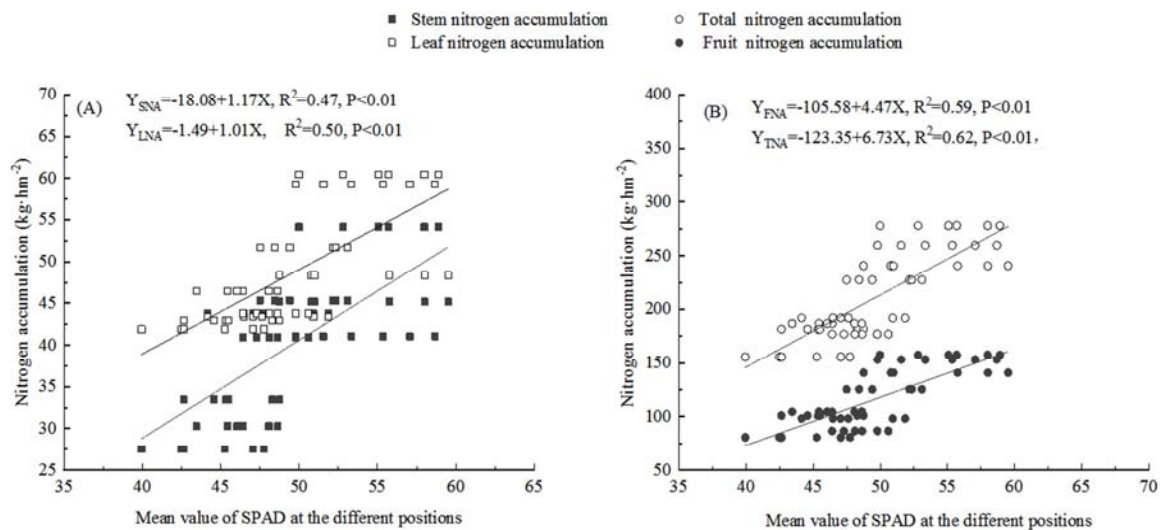 Stem nitrogen accumulation
Leaf nitrogen accumulation
Total nitrogen accumulation
Fruit nitrogen accumulation
(A)
Y_SNA=-18.08+1.17X, R²=0.47, P<0.01
Y_LNA=-1.49+1.01X, R²=0.50, P<0.01
Nitrogen accumulation (kg·hm⁻²)
70
65
60
55
50
45
40
35
30
25
35 40 45 50 55 60 65
Mean value of SPAD at the different positions
(B)
Y_FNA=-105.58+4.47X, R²=0.59, P<0.01
Y_TNA=-123.35+6.73X, R²=0.62, P<0.01,
Nitrogen accumulation (kg·hm⁻²)
400
350
300
250
200
150
100
50
35 40 45 50 55 60 65 70
Mean value of SPAD at the different positions